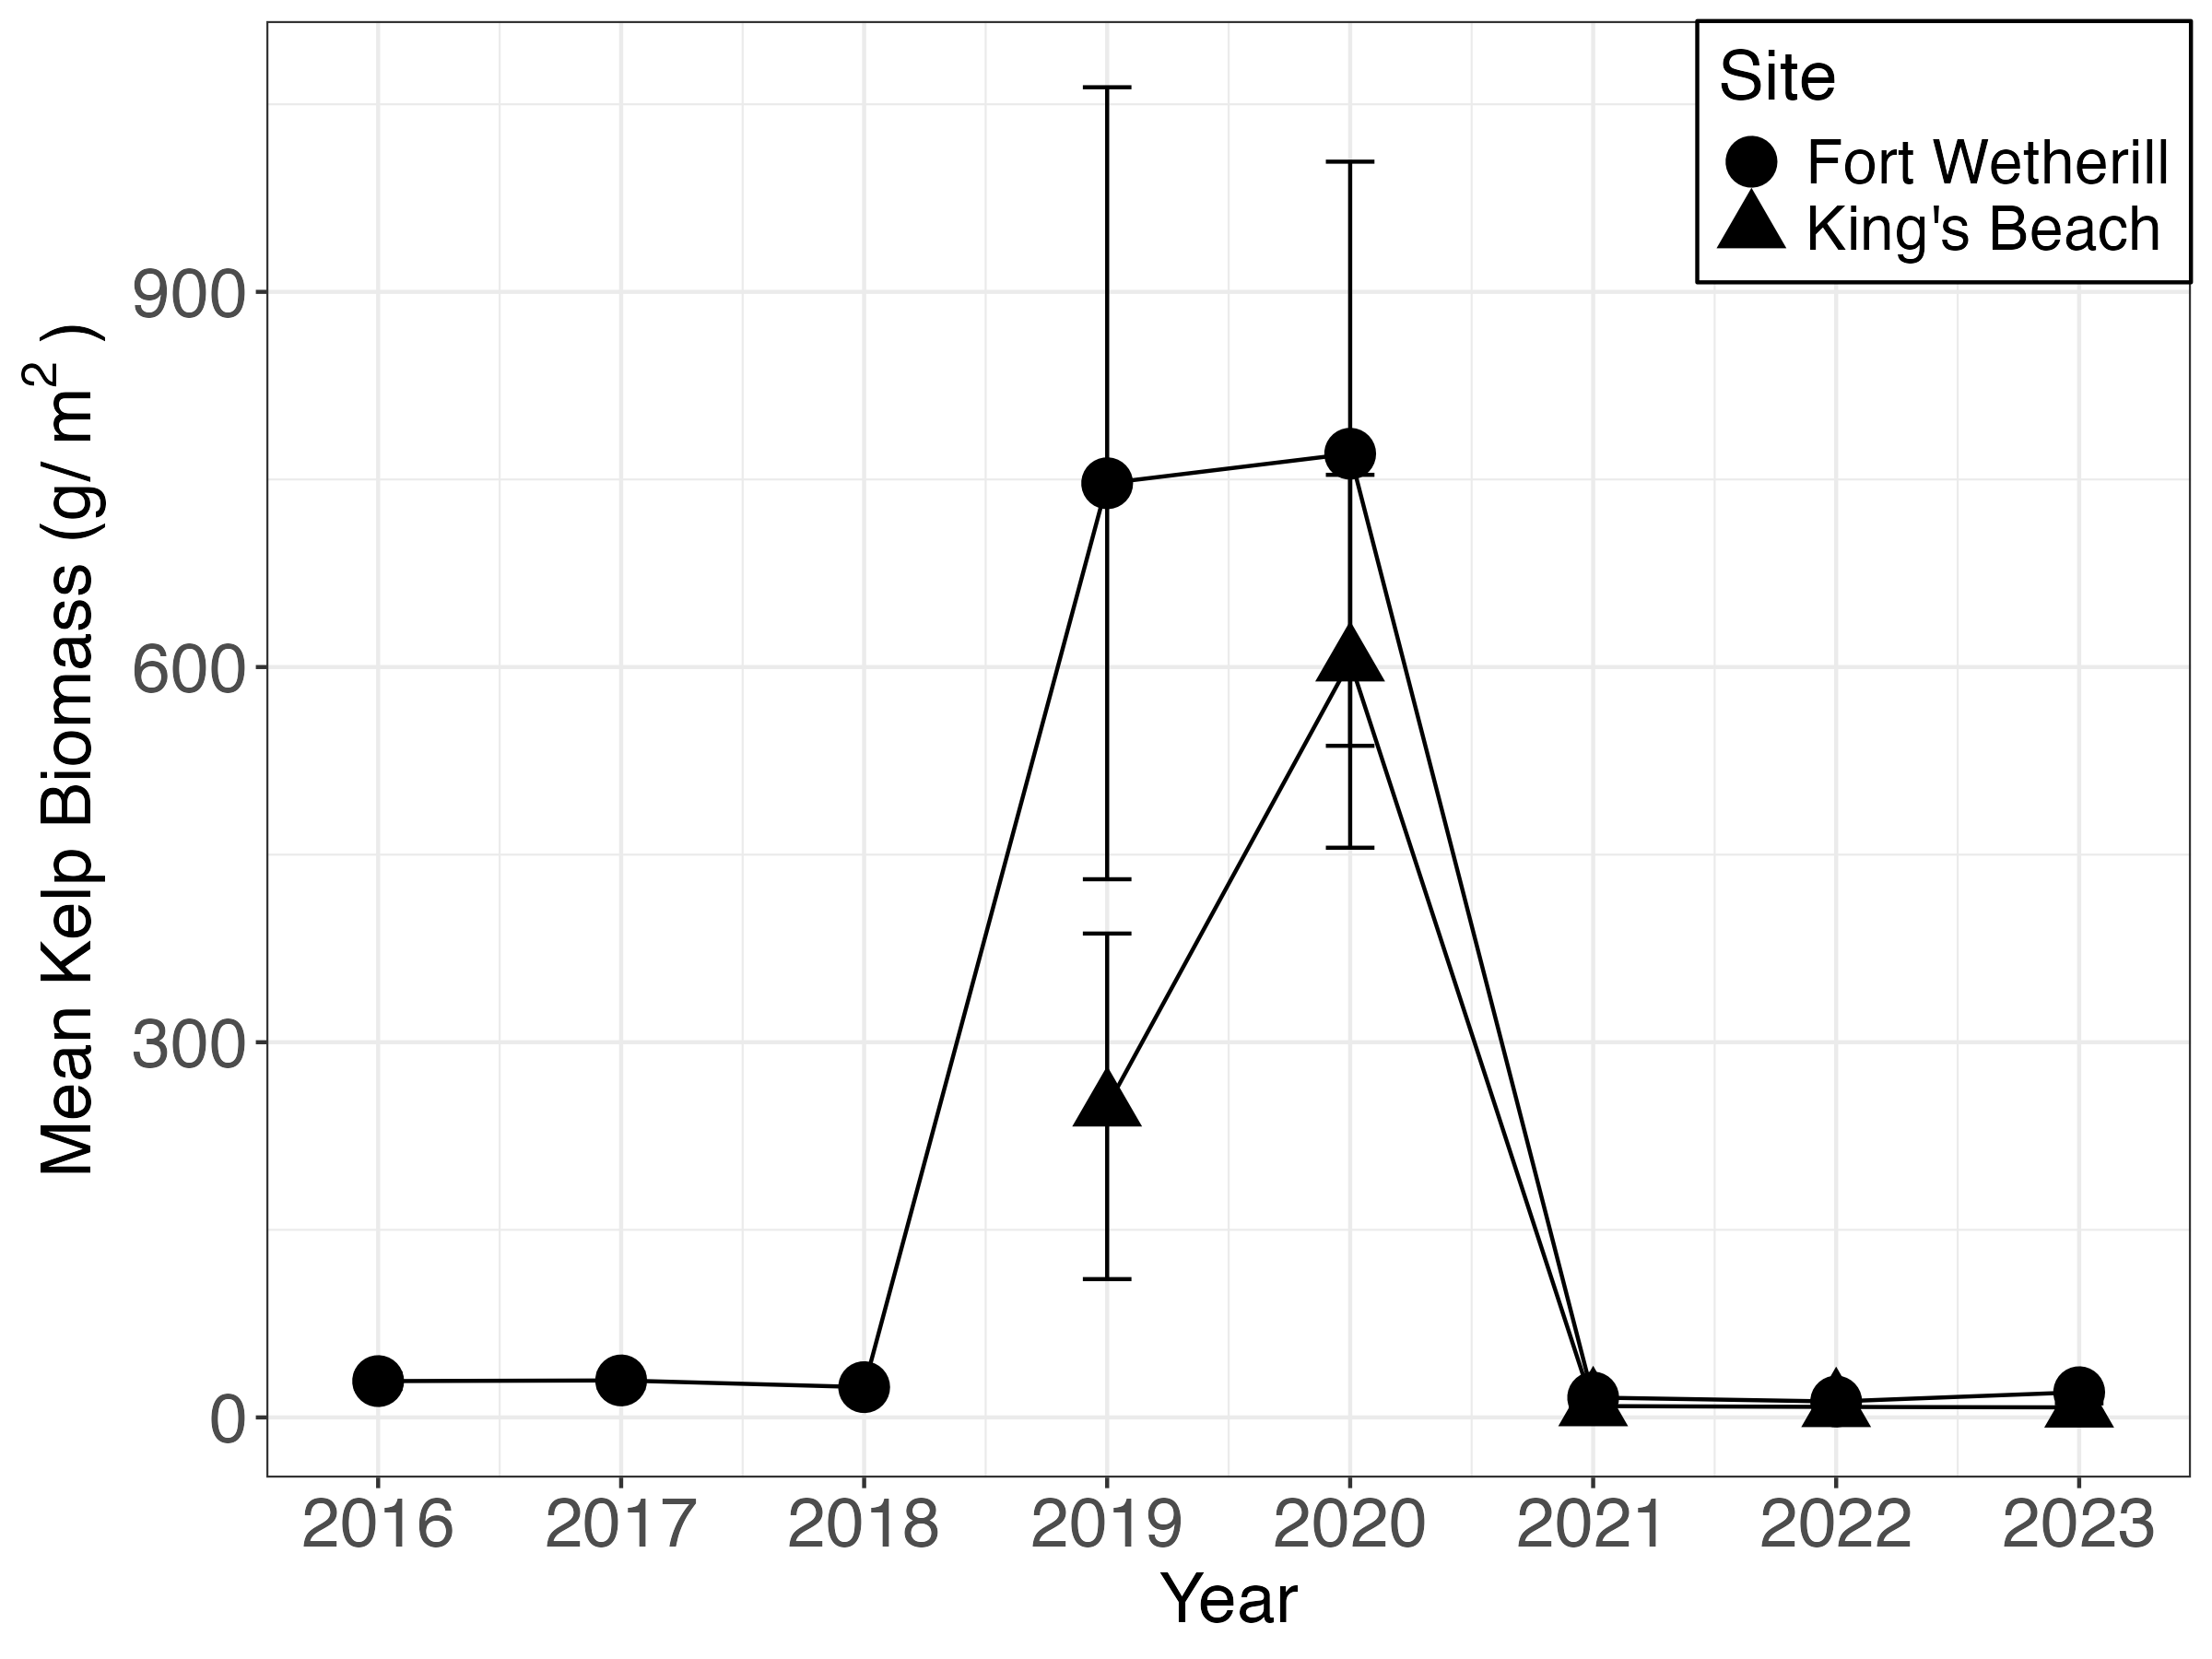 Site
Fort Wetherill
King's Beach
Mean Kelp Biomass (g/ m²)
900
600
300
0
2016 2017 2018 2019 2020 2021 2022 2023
Year